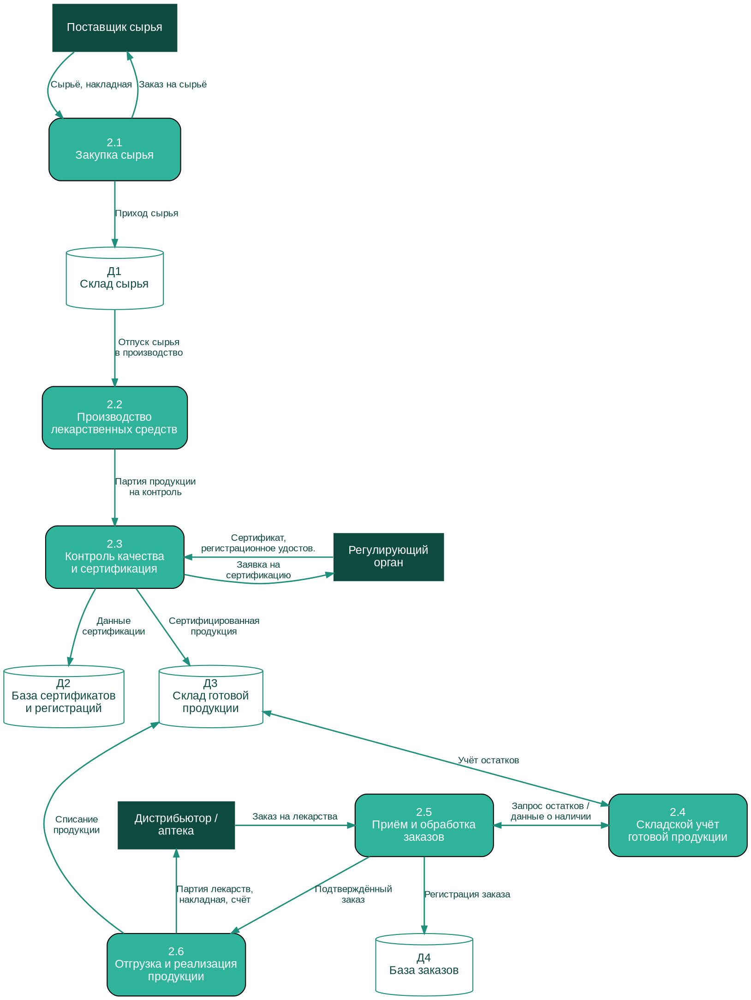 Поставщик сырья
Сырьё, накладная
Заказ на сырьё
2.1
Закупка сырья
Приход сырья
Д1
Склад сырья
Отпуск сырья
в производство
2.2
Производство
лекарственных средств
Партия продукции
на контроль
2.3
Контроль качества
и сертификация
Сертификат,
регистрационное удостов.
Заявка на
сертификацию
Регулирующий
орган
Данные
сертификации
Сертифицированная
продукция
Д2
База сертификатов
и регистраций
Д3
Склад готовой
продукции
Учёт остатков
Списание
продукции
Дистрибьютор /
аптека
Заказ на лекарства
2.5
Приём и обработка
заказов
Запрос остатков /
данные о наличии
2.4
Складской учёт
готовой продукции
Партия лекарств,
накладная, счёт
Подтверждённый
заказ
Регистрация заказа
2.6
Отгрузка и реализация
продукции
Д4
База заказов